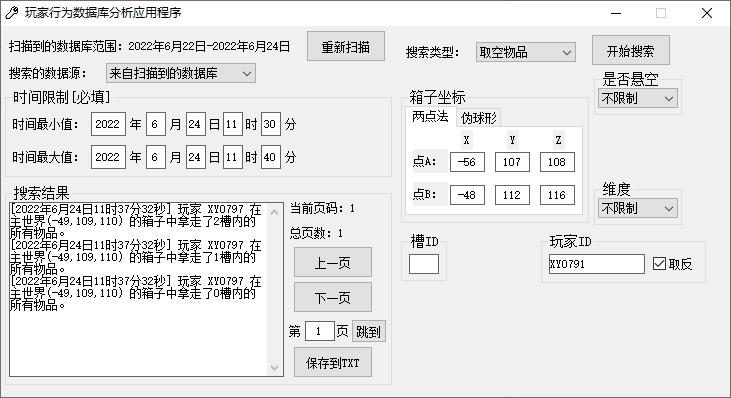 玩家行为数据库分析应用程序
扫描到的数据库范围：2022年6月22日-2022年6月24日
重新扫描
搜索的数据源：
来自扫描到的数据库
时间限制[必填]
时间最小值： 2022 年 6 月 24 日 11 时 30 分
时间最大值： 2022 年 6 月 24 日 11 时 40 分
搜索结果
[2022年6月24日11时37分32秒] 玩家 XYO797 在
主世界(-49,109,110) 的箱子中拿走了2槽内的
所有物品。
[2022年6月24日11时37分32秒] 玩家 XYO797 在
主世界(-49,109,110) 的箱子中拿走了1槽内的
所有物品。
[2022年6月24日11时37分32秒] 玩家 XYO797 在
主世界(-49,109,110) 的箱子中拿走了0槽内的
所有物品。
当前页码：1
总页数：1
上一页
下一页
第 1 页 跳到
保存到TXT
搜索类型： 取空物品
开始搜索
箱子坐标
两点法 伪球形
X Y Z
点A： -56 107 108
点B： -48 112 116
是否悬空
不限制
维度
不限制
槽ID
玩家ID
XYO791 取反